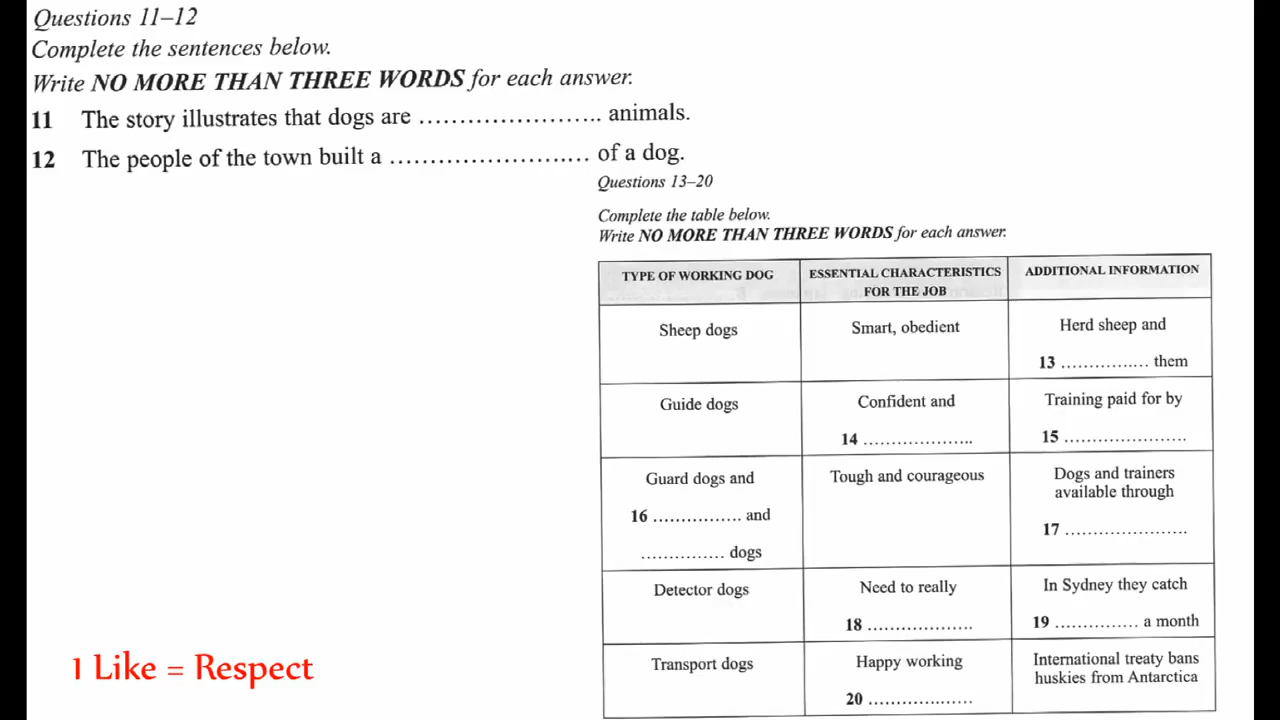 Questions 11–12
Complete the sentences below.
Write NO MORE THAN THREE WORDS for each answer.
11 The story illustrates that dogs are ...................... animals.
12 The people of the town built a ......................... of a dog.
Questions 13–20
Complete the table below.
Write NO MORE THAN THREE WORDS for each answer.
TYPE OF WORKING DOG
ESSENTIAL CHARACTERISTICS
FOR THE JOB
ADDITIONAL INFORMATION
Sheep dogs
Smart, obedient
Herd sheep and
13 ................ them
Guide dogs
Confident and
14 ....................
Training paid for by
15 ......................
Guard dogs and
16 ................ and
............... dogs
Tough and courageous
Dogs and trainers
available through
17 ......................
Detector dogs
Need to really
18 ...................
In Sydney they catch
19 ............... a month
Transport dogs
Happy working
20 ......................
International treaty bans
huskies from Antarctica
1 Like = Respect